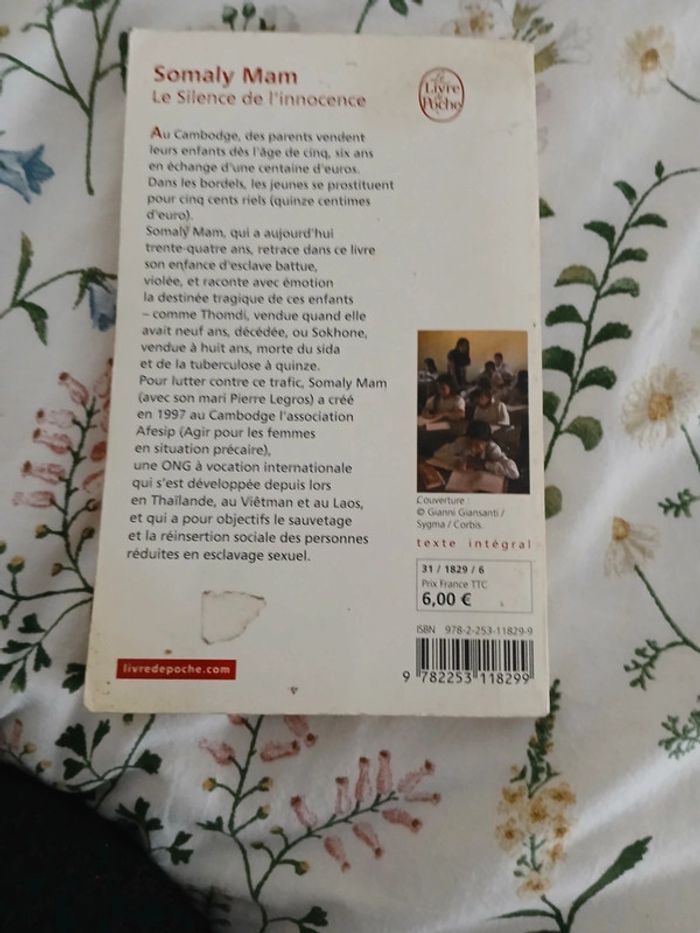 Somaly Mam
Le Silence de l'innocence
Le
Livre
de
Poche
Au Cambodge, des parents vendent
leurs enfants dès l'âge de cinq, six ans
en échange d'une centaine d'euros.
Dans les bordels, les jeunes se prostituent
pour cinq cents riels (quinze centimes
d'euro).
Somaly Mam, qui a aujourd'hui
trente-quatre ans, retrace dans ce livre
son enfance d'esclave battue,
violée, et raconte avec émotion
la destinée tragique de ces enfants
– comme Thomdi, vendue quand elle
avait neuf ans, décédée, ou Sokhone,
vendue à huit ans, morte du sida
et de la tuberculose à quinze.
Pour lutter contre ce trafic, Somaly Mam
(avec son mari Pierre Legros) a créé
en 1997 au Cambodge l'association
Afesip (Agir pour les femmes
en situation précaire),
une ONG à vocation internationale
qui s'est développée depuis lors
en Thaïlande, au Viêtman et au Laos,
et qui a pour objectifs le sauvetage
et la réinsertion sociale des personnes
réduites en esclavage sexuel.
Couverture :
© Gianni Giansanti /
Sygma / Corbis.
texte intégral
31 / 1829 / 6
Prix France TTC
6,00 €
ISBN 978-2-253-11829-9
9 782253 118299
livredepoche.com